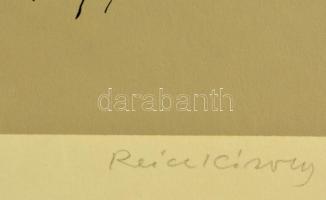 darabanth
Reich Károly